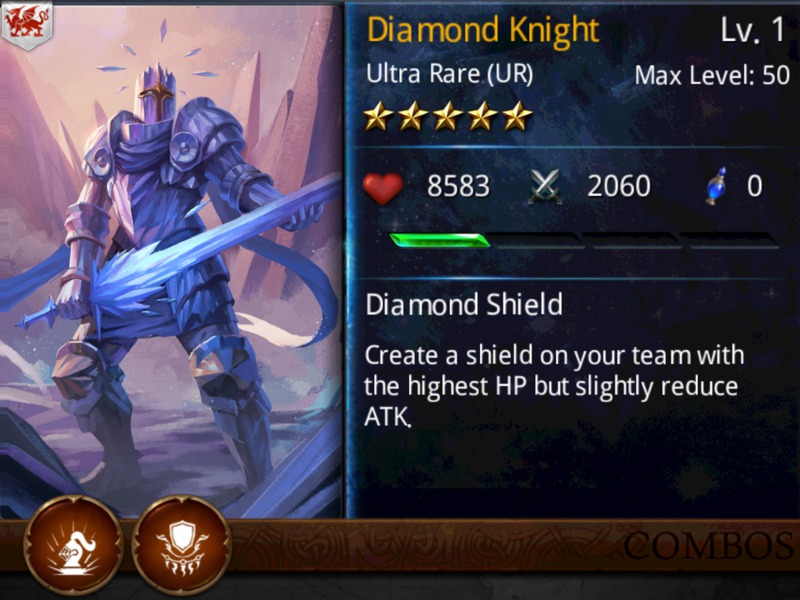 Diamond Knight Lv. 1
Ultra Rare (UR) Max Level: 50
8583 2060 0
Diamond Shield
Create a shield on your team with
the highest HP but slightly reduce
ATK.
COMBOS